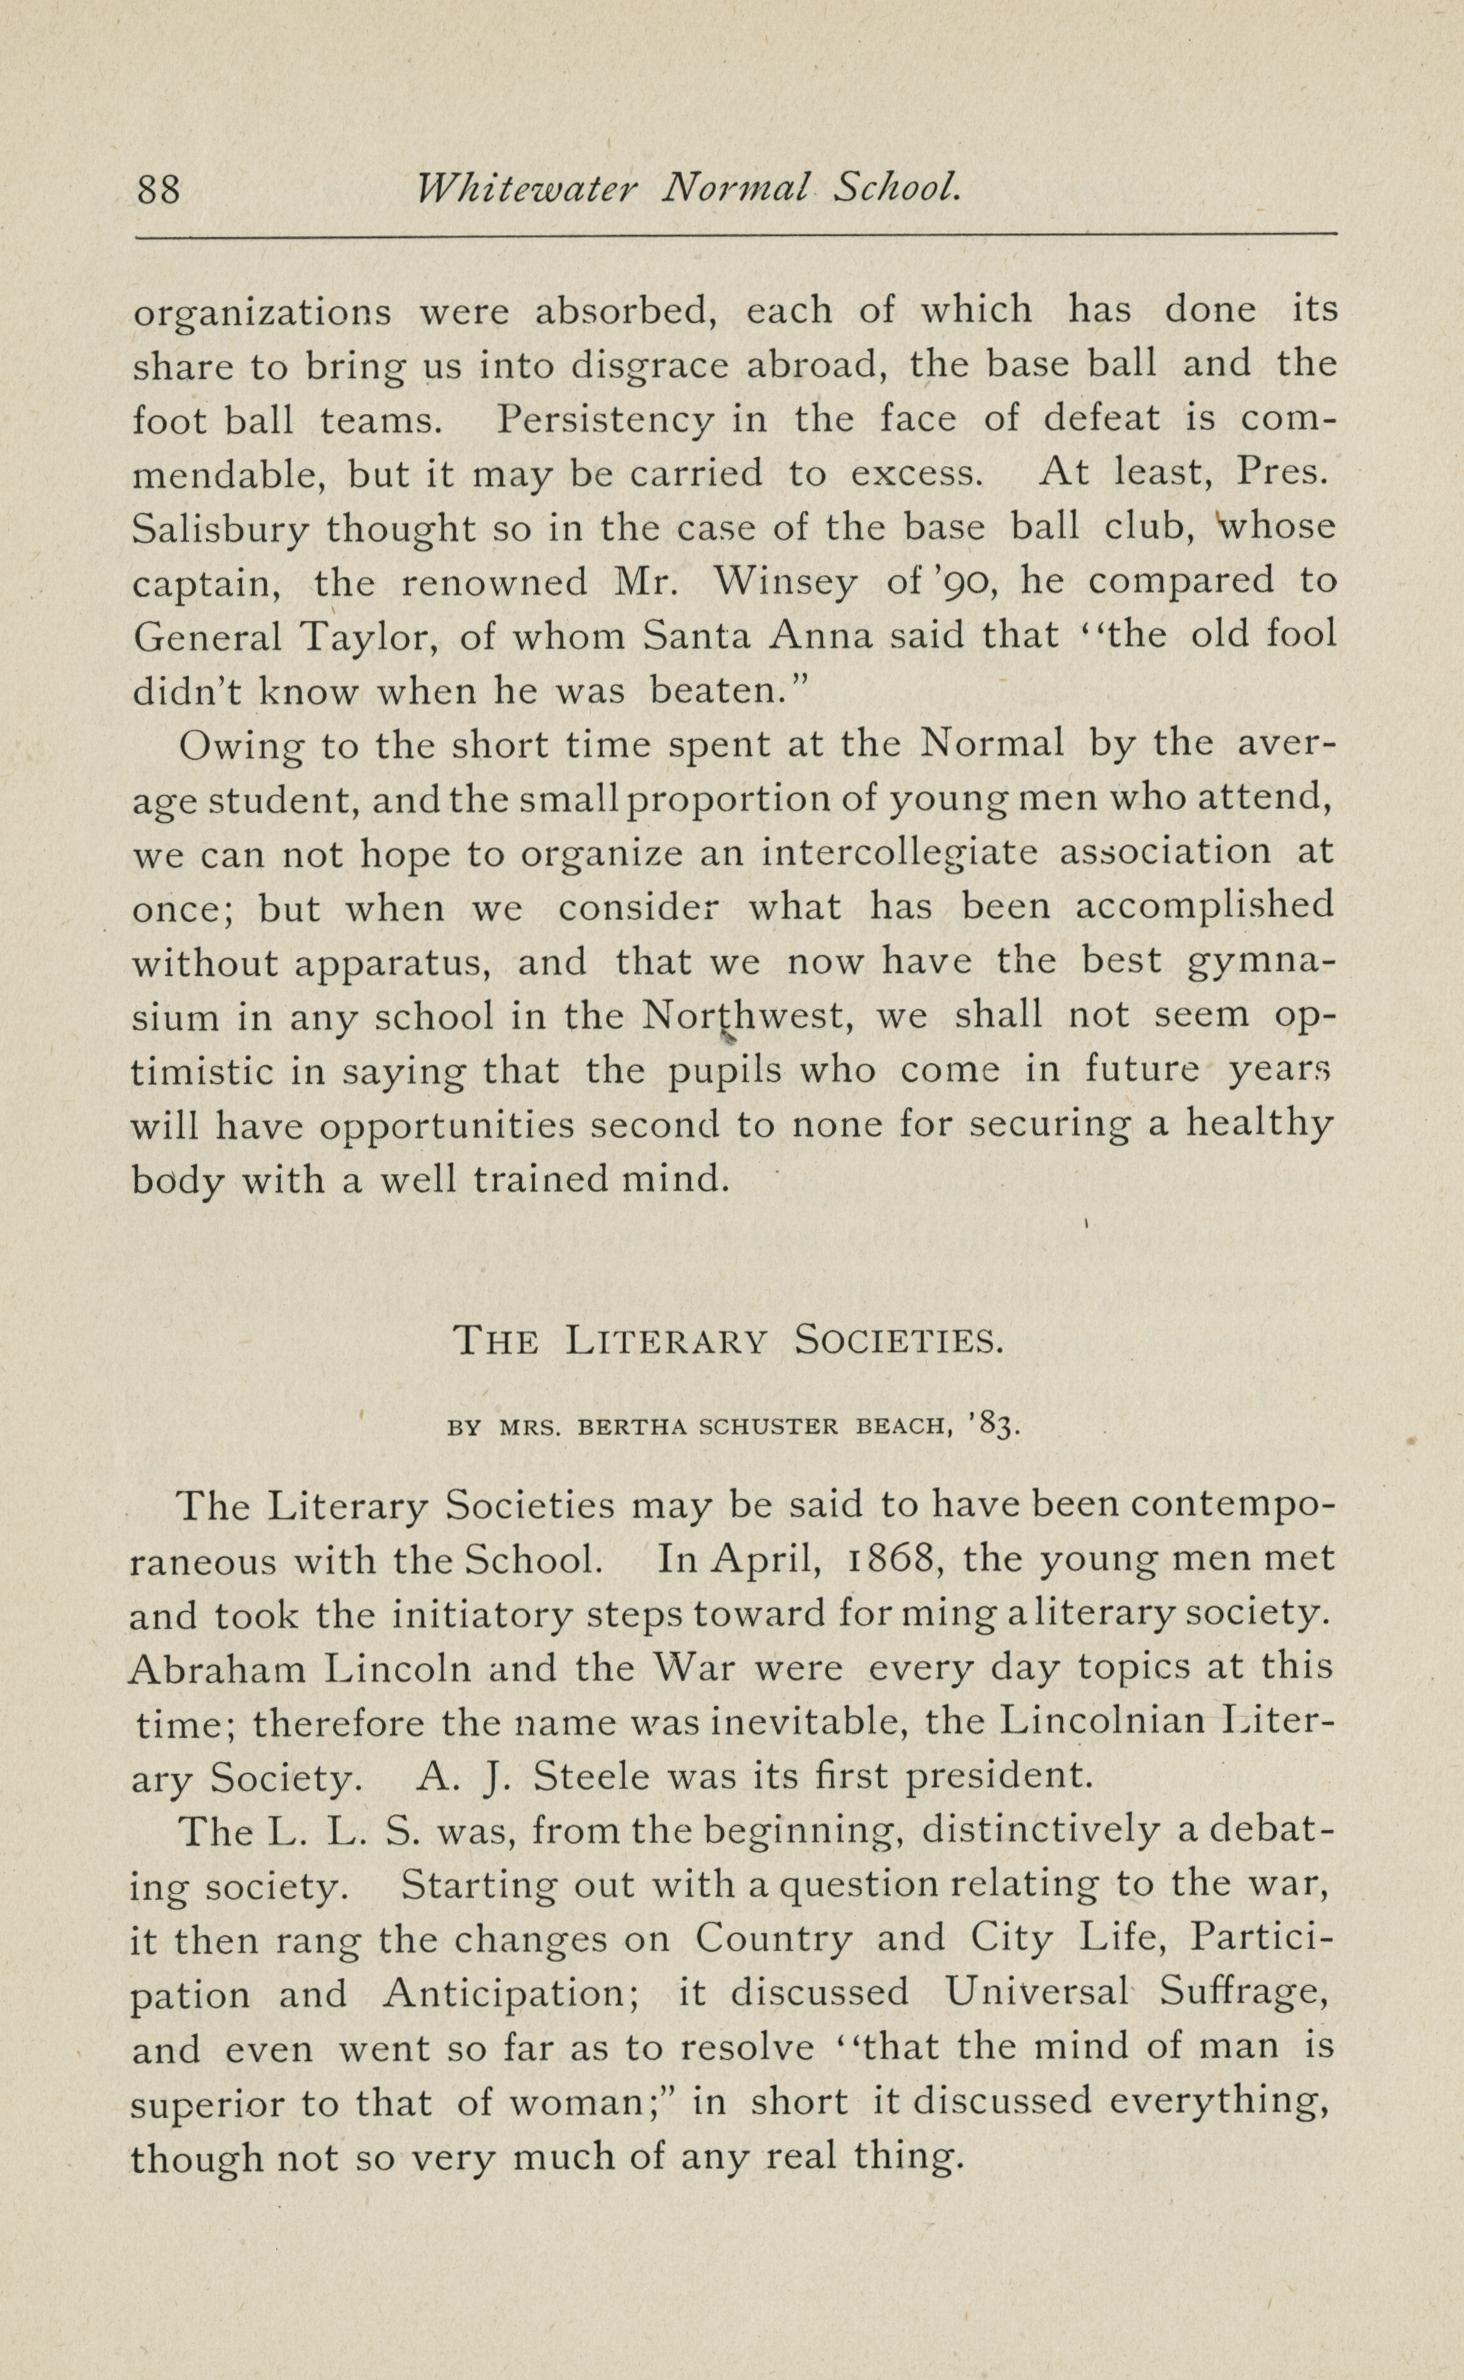 88 Whitewater Normal School.
organizations were absorbed, each of which has done its
share to bring us into disgrace abroad, the base ball and the
foot ball teams. Persistency in the face of defeat is com-
mendable, but it may be carried to excess. At least, Pres.
Salisbury thought so in the case of the base ball club, whose
captain, the renowned Mr. Winsey of '90, he compared to
General Taylor, of whom Santa Anna said that "the old fool
didn't know when he was beaten."
Owing to the short time spent at the Normal by the aver-
age student, and the small proportion of young men who attend,
we can not hope to organize an intercollegiate association at
once; but when we consider what has been accomplished
without apparatus, and that we now have the best gymna-
sium in any school in the Northwest, we shall not seem op-
timistic in saying that the pupils who come in future years
will have opportunities second to none for securing a healthy
body with a well trained mind.
THE LITERARY SOCIETIES.
BY MRS. BERTHA SCHUSTER BEACH, '83.
The Literary Societies may be said to have been contempo-
raneous with the School. In April, 1868, the young men met
and took the initiatory steps toward for ming a literary society.
Abraham Lincoln and the War were every day topics at this
time; therefore the name was inevitable, the Lincolnian Liter-
ary Society. A. J. Steele was its first president.
The L. L. S. was, from the beginning, distinctively a debat-
ing society. Starting out with a question relating to the war,
it then rang the changes on Country and City Life, Partici-
pation and Anticipation; it discussed Universal Suffrage,
and even went so far as to resolve "that the mind of man is
superior to that of woman;" in short it discussed everything,
though not so very much of any real thing.